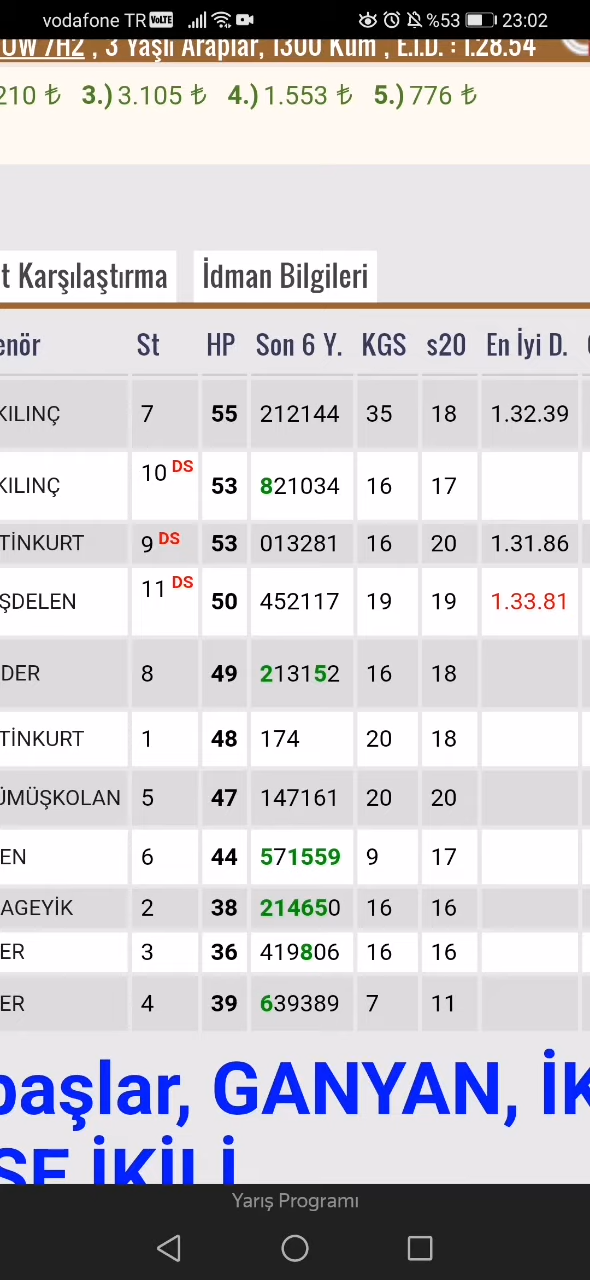 vodafone TR VoLTE %53 23:02
/H2 , 3 Yaşlı Araplar, 1300 Kum , E.İ.D. : 1.28.54
210 ₺ 3.) 3.105 ₺ 4.) 1.553 ₺ 5.) 776 ₺
t Karşılaştırma İdman Bilgileri
enör St HP Son 6 Y. KGS s20 En İyi D.
KILINÇ 7 55 212144 35 18 1.32.39
KILINÇ 10 DS 53 821034 16 17
TİNKURT 9 DS 53 013281 16 20 1.31.86
ŞDELEN 11 DS 50 452117 19 19 1.33.81
DER 8 49 213152 16 18
TİNKURT 1 48 174 20 18
ÜMÜŞKOLAN 5 47 147161 20 20
EN 6 44 571559 9 17
AGEYİK 2 38 214650 16 16
ER 3 36 419806 16 16
ER 4 39 639389 7 11
başlar, GANYAN, İK
SE İKİLİ
Yarış Programı